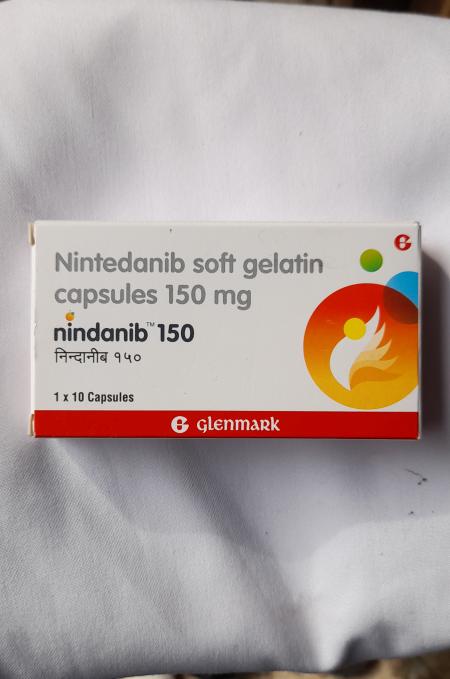 Nintedanib soft gelatin
capsules 150 mg
nindanib™ 150
निन्दानीब १५०
1 x 10 Capsules
G glenmark